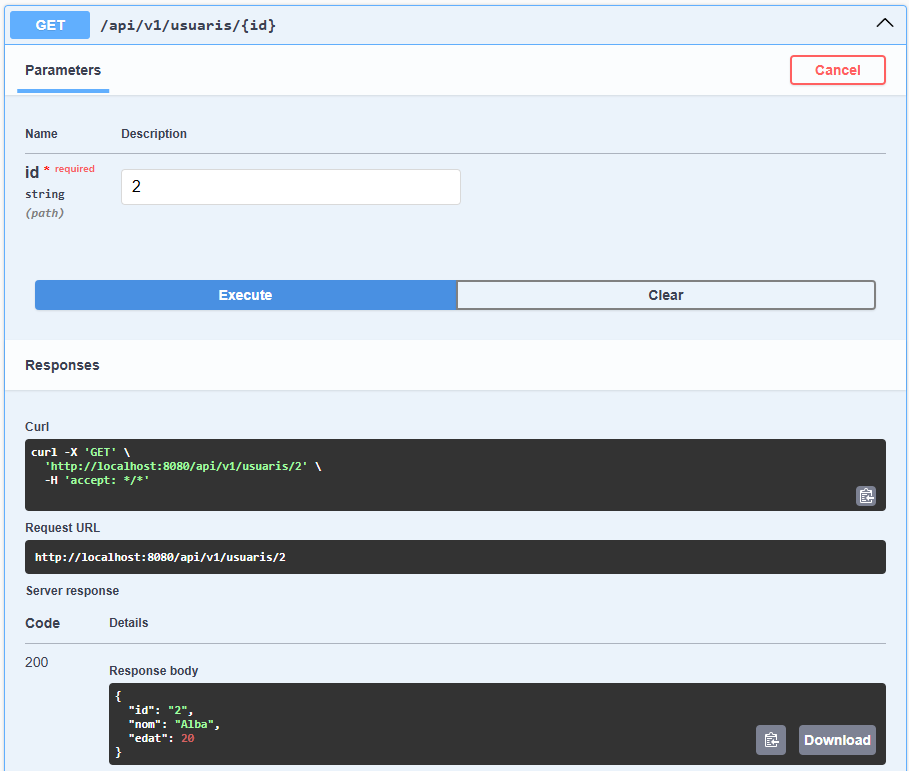 GET /api/v1/usuaris/{id}
Parameters
Cancel
Name Description
id * required
string
(path)
2
Execute
Clear
Responses
Curl
curl -X 'GET' \
  'http://localhost:8080/api/v1/usuaris/2' \
  -H 'accept: */*'
Request URL
http://localhost:8080/api/v1/usuaris/2
Server response
Code Details
200
Response body
{
  "id": "2",
  "nom": "Alba",
  "edat": 20
}
Download